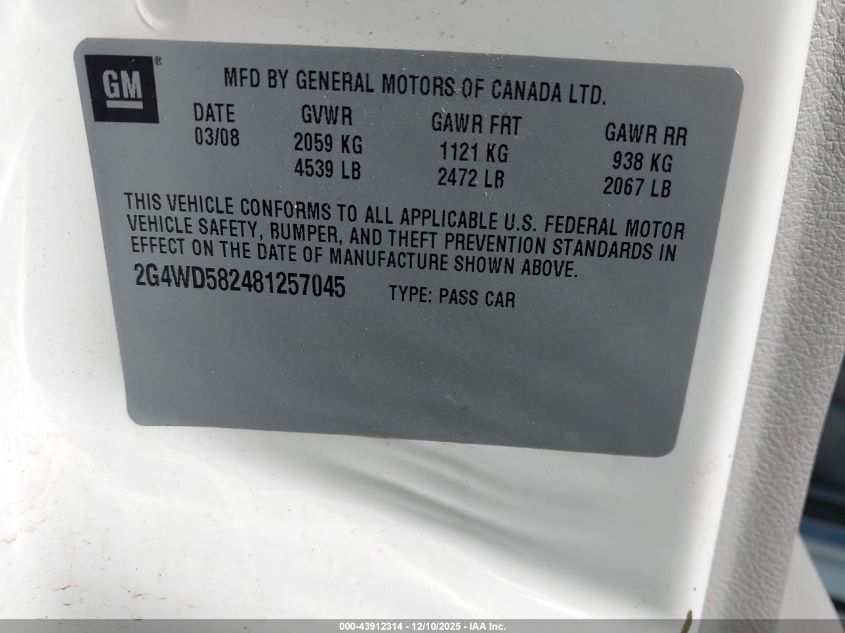 GM®
MFD BY GENERAL MOTORS OF CANADA LTD.
DATE GVWR GAWR FRT GAWR RR
03/08 2059 KG 1121 KG 938 KG
4539 LB 2472 LB 2067 LB
THIS VEHICLE CONFORMS TO ALL APPLICABLE U.S. FEDERAL MOTOR
VEHICLE SAFETY, BUMPER, AND THEFT PREVENTION STANDARDS IN
EFFECT ON THE DATE OF MANUFACTURE SHOWN ABOVE.
2G4WD582481257045 TYPE: PASS CAR
000-43912314 - 12/10/2025 - IAA Inc.